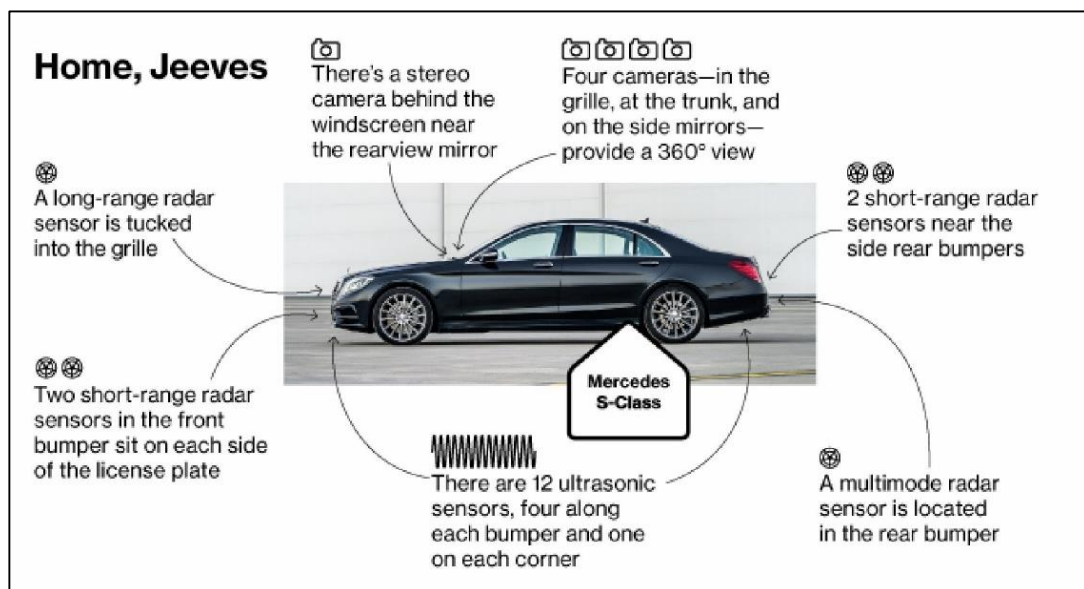 Home, Jeeves
There's a stereo
camera behind the
windscreen near
the rearview mirror
Four cameras—in the
grille, at the trunk, and
on the side mirrors—
provide a 360° view
A long-range radar
sensor is tucked
into the grille
2 short-range radar
sensors near the
side rear bumpers
Two short-range radar
sensors in the front
bumper sit on each side
of the license plate
Mercedes
S-Class
There are 12 ultrasonic
sensors, four along
each bumper and one
on each corner
A multimode radar
sensor is located
in the rear bumper